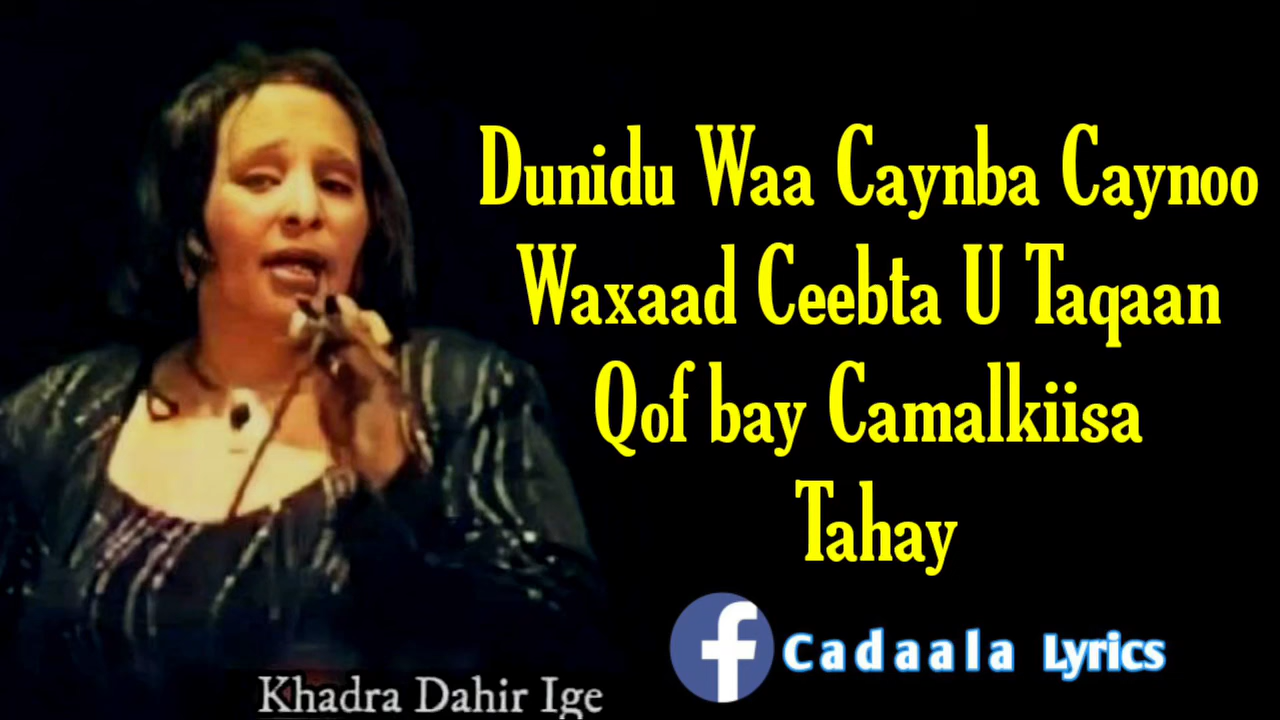 Dunidu Waa Caynba Caynoo
Waxaad Ceebta U Taqaan
Qof bay Camalkiisa
Tahay
f Cadaala Lyrics
Khadra Dahir Ige